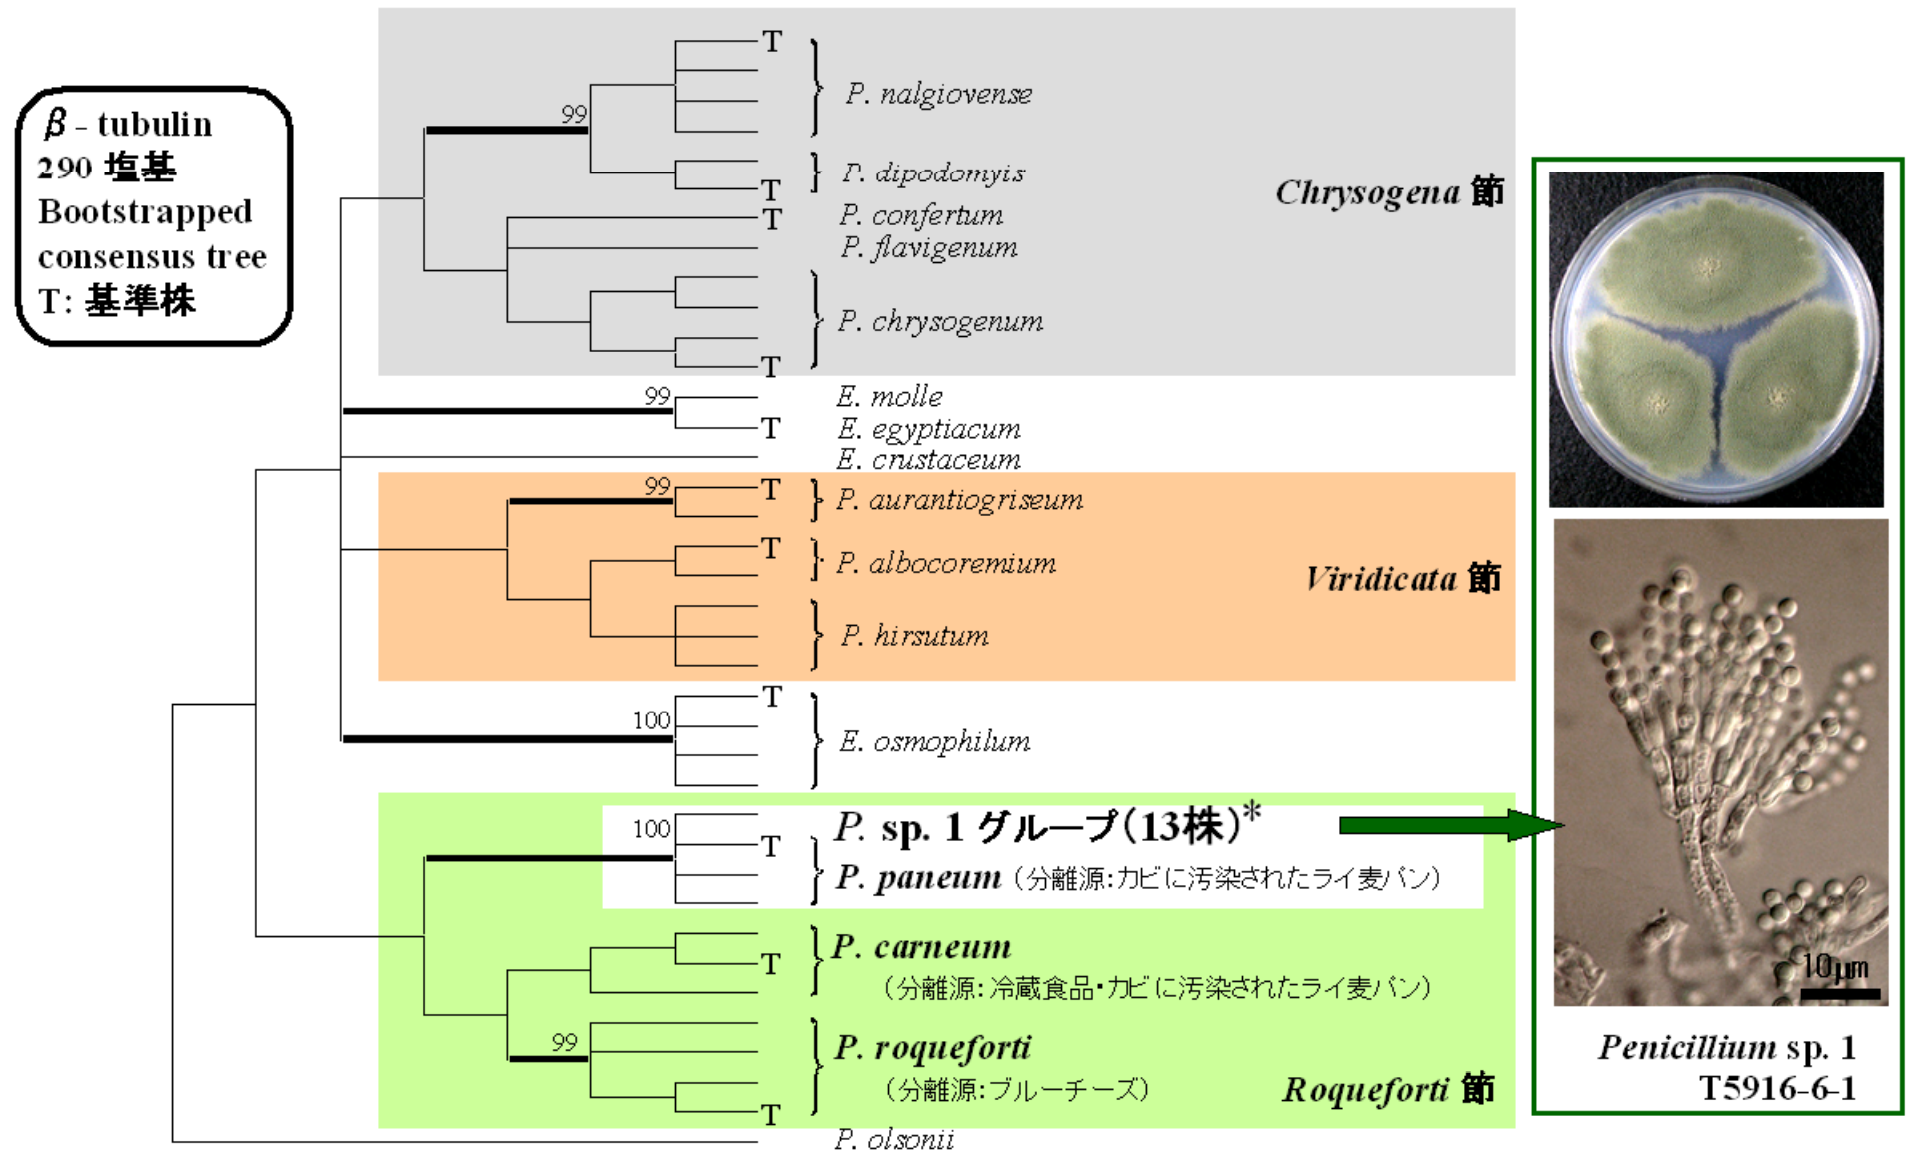 β - tubulin
290 塩基
Bootstrapped
consensus tree
T: 基準株
99
T
P. nalgiovense
P. dipodomyis
T
Chrysogena 節
T
P. confertum
P. flavigenum
P. chrysogenum
T
99
E. molle
T
E. egyptiacum
E. crustaceum
99
T
P. aurantiogriseum
T
P. albocoremium
Viridicata 節
P. hirsutum
T
100
E. osmophilum
100
P. sp. 1 グループ(13株)*
T
P. paneum (分離源:カビに汚染されたライ麦パン)
P. carneum
T
(分離源:冷蔵食品・カビに汚染されたライ麦パン)
99
P. roqueforti
(分離源:ブルーチーズ)
Roqueforti 節
T
P. olsonii
10μm
Penicillium sp. 1
T5916-6-1